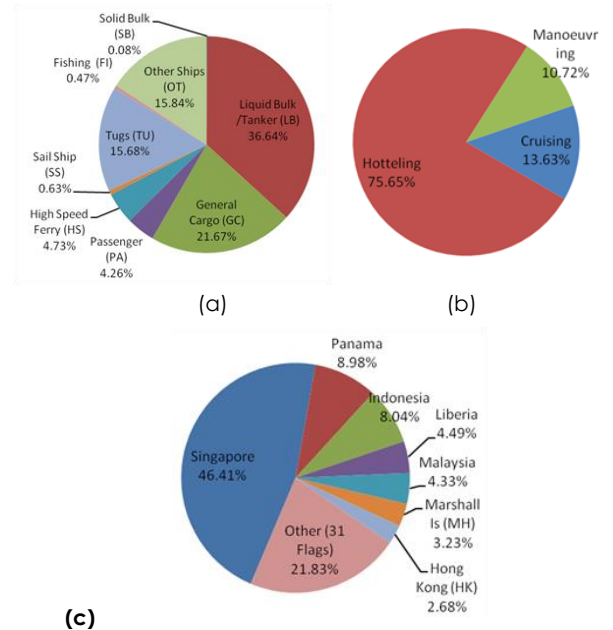 Solid Bulk
(SB)
0.08%
Fishing (FI)
0.47%
Other Ships
(OT)
15.84%
Liquid Bulk
/Tanker (LB)
36.64%
Tugs (TU)
15.68%
Sail Ship
(SS)
0.63%
High Speed
Ferry (HS)
4.73%
Passenger
(PA)
4.26%
General
Cargo (GC)
21.67%
(a)
Manoeuvr
ing
10.72%
Cruising
13.63%
Hotteling
75.65%
(b)
Panama
8.98%
Indonesia
8.04%
Liberia
4.49%
Malaysia
4.33%
Marshall
Is (MH)
3.23%
Hong
Kong (HK)
2.68%
Other (31
Flags)
21.83%
Singapore
46.41%
(c)